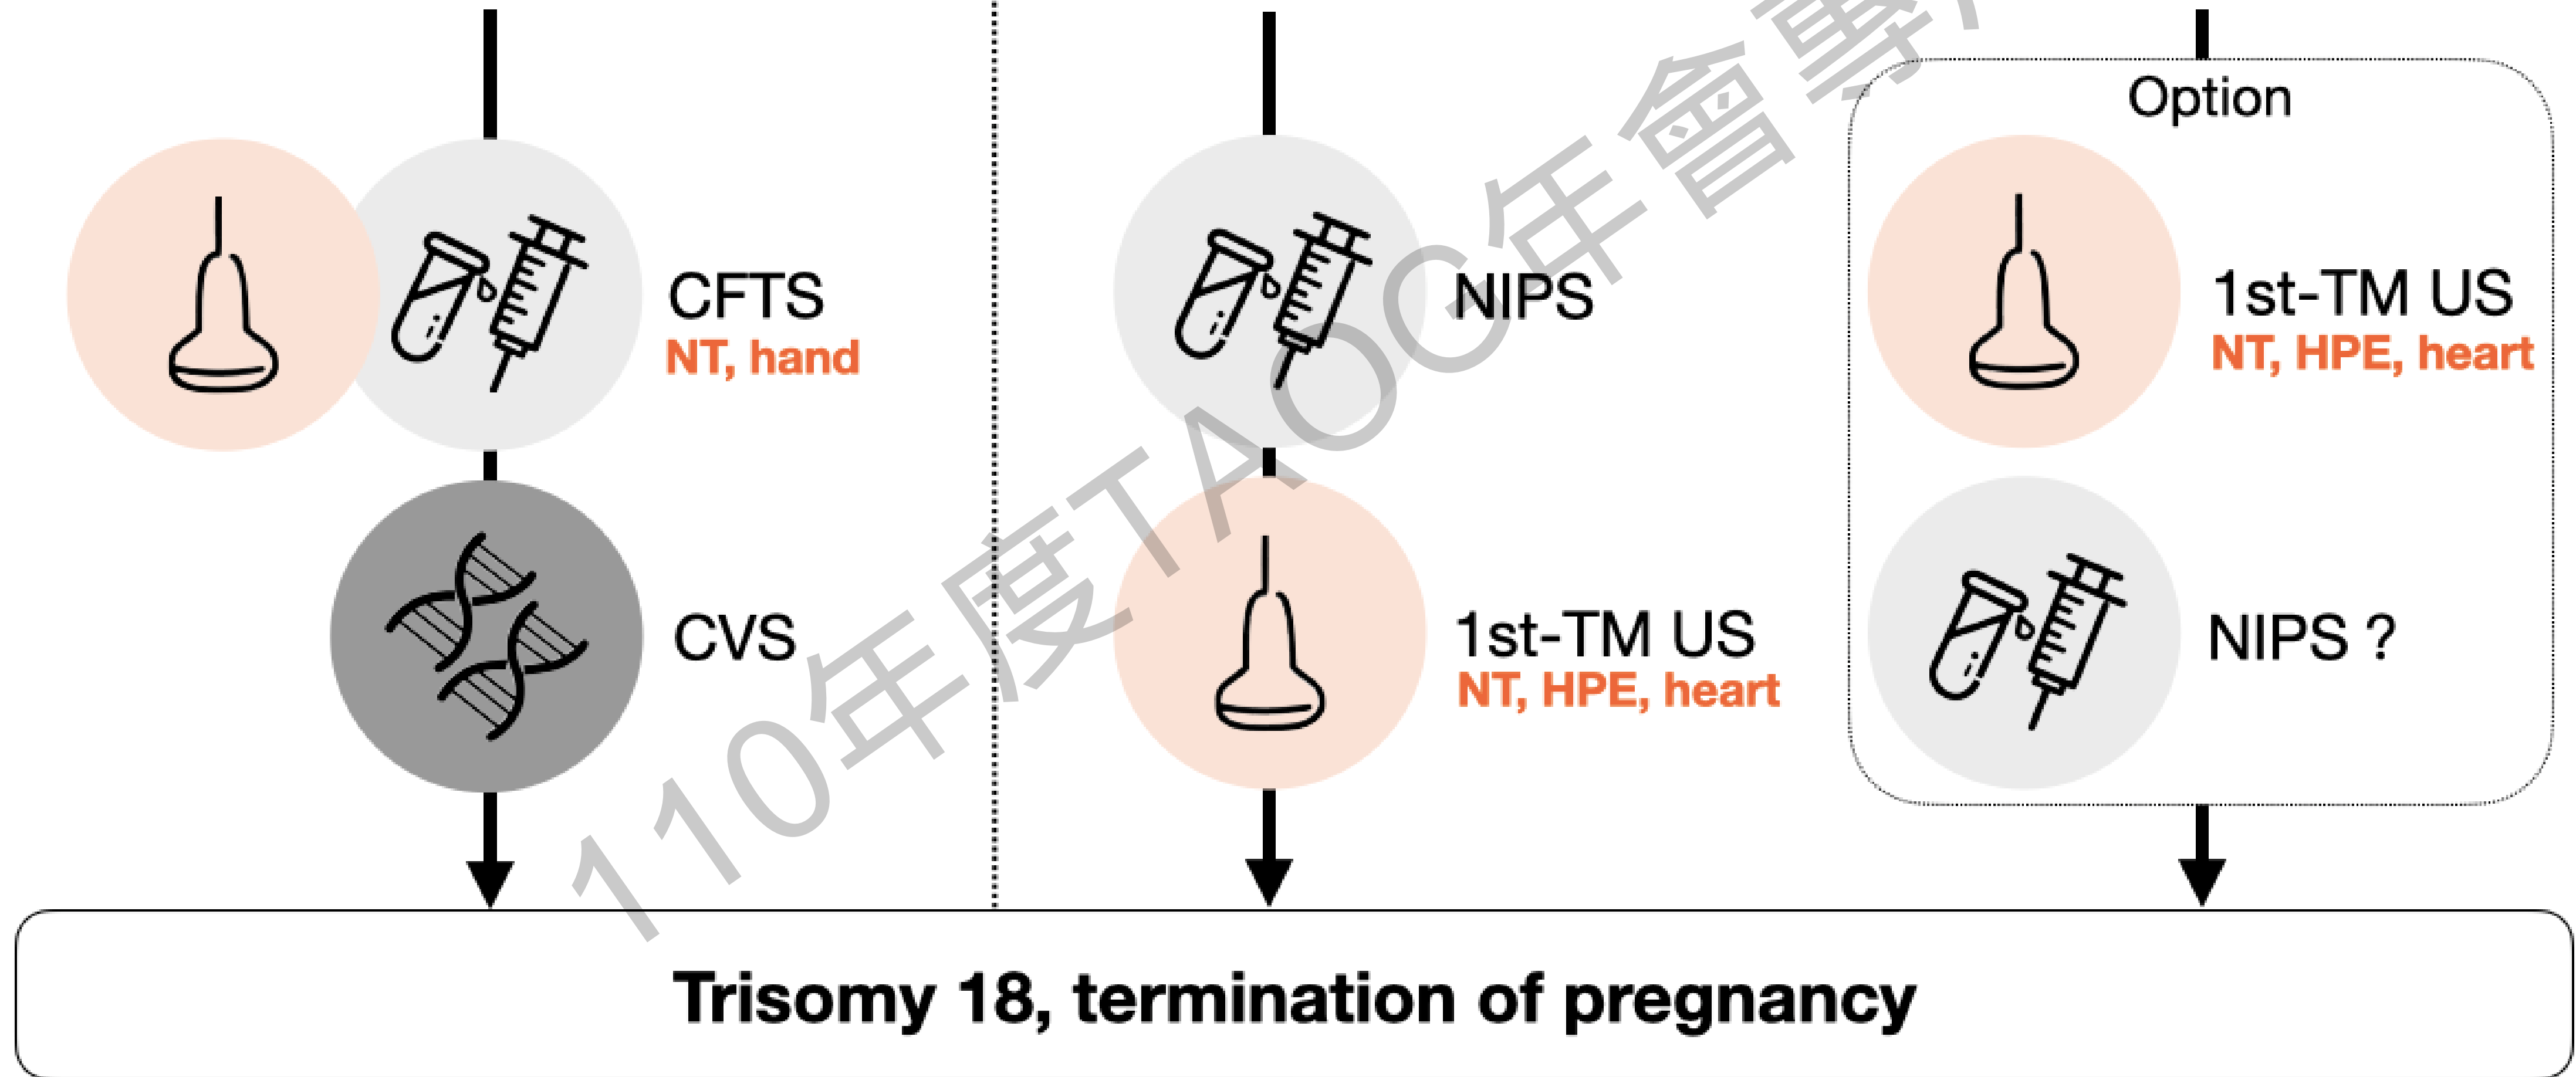 Option
CFTS
NT, hand
CVS
NIPS
1st-TM US
NT, HPE, heart
1st-TM US
NT, HPE, heart
NIPS ?
Trisomy 18, termination of pregnancy
110年度TAOG年會專